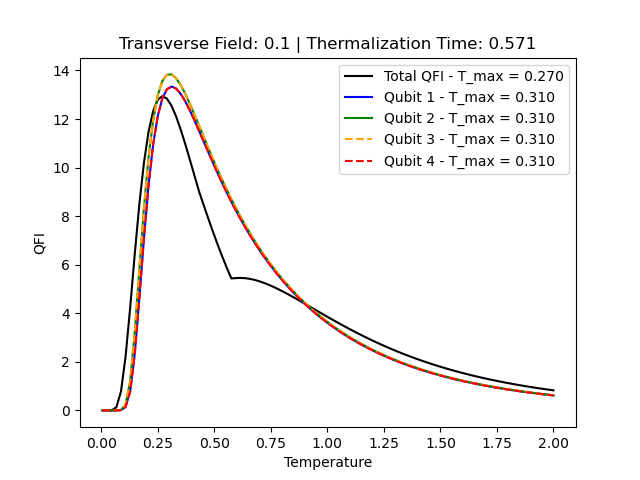 Transverse Field: 0.1 | Thermalization Time: 0.571
Total QFI - T_max = 0.270
Qubit 1 - T_max = 0.310
Qubit 2 - T_max = 0.310
Qubit 3 - T_max = 0.310
Qubit 4 - T_max = 0.310
QFI
14
12
10
8
6
4
2
0
0.00 0.25 0.50 0.75 1.00 1.25 1.50 1.75 2.00
Temperature